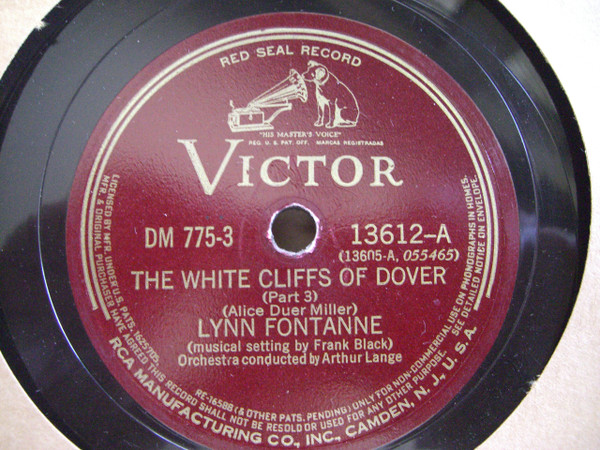 RED SEAL RECORD
"HIS MASTER'S VOICE"
REG. U. S. PAT. OFF. MARCAS REGISTRADAS
VICTOR
DM 775-3
13612-A
(13605-A, 055465)
THE WHITE CLIFFS OF DOVER
(Part 3)
(Alice Duer Miller)
LYNN FONTANNE
(musical setting by Frank Black)
Orchestra conducted by Arthur Lange
LICENSED BY MFR. UNDER U.S. PATS. 1625705,
RE-16588 (& OTHER PATS. PENDING) ONLY FOR NON-COMMERCIAL USE ON PHONOGRAPHS IN HOMES.
MFR. & ORIGINAL PURCHASER HAVE AGREED THIS RECORD SHALL NOT BE RESOLD OR USED FOR ANY OTHER PURPOSE. SEE DETAILED NOTICE ON ENVELOPE.
RCA MANUFACTURING CO., INC., CAMDEN, N. J., U. S. A.